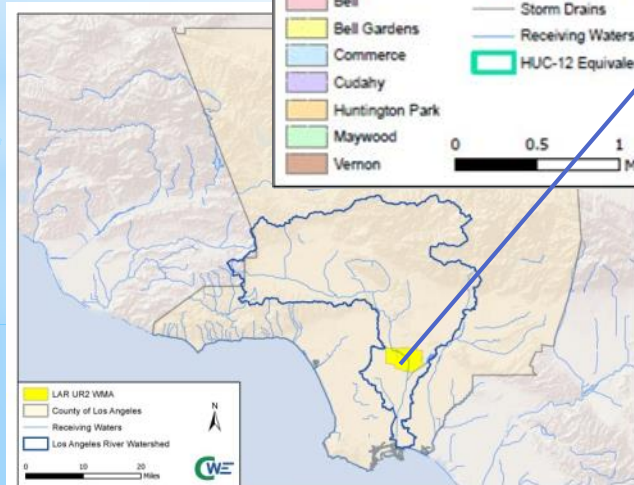 Bell
Bell Gardens
Commerce
Cudahy
Huntington Park
Maywood
Vernon
Storm Drains
Receiving Waters
HUC-12 Equivale
0 0.5 1
M
LAR UR2 WMA
County of Los Angeles
Receiving Waters
Los Angeles River Watershed
N
0 10 20
Miles
CWE